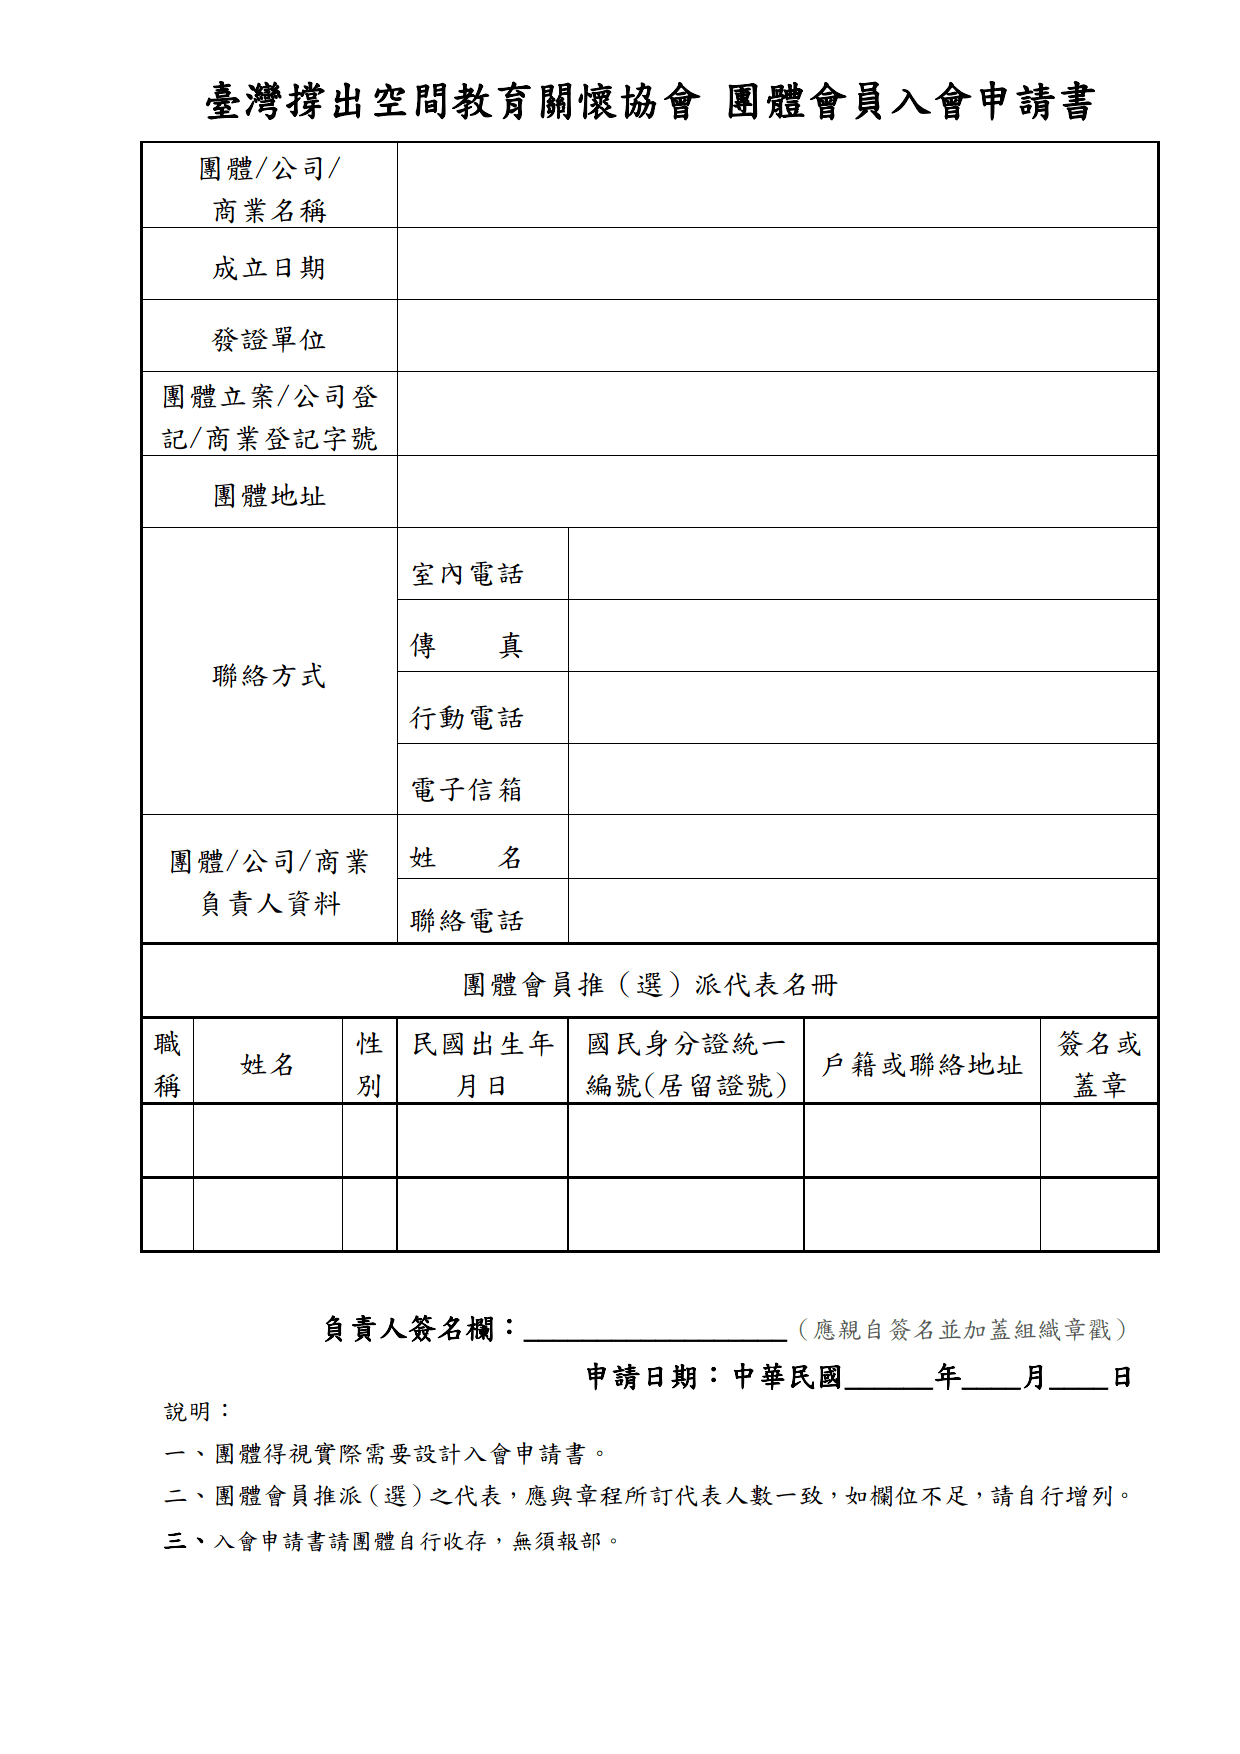 臺灣撐出空間教育關懷協會 團體會員入會申請書
團體/公司/
商業名稱
成立日期
發證單位
團體立案/公司登
記/商業登記字號
團體地址
聯絡方式
室內電話
傳　　真
行動電話
電子信箱
團體/公司/商業
負責人資料
姓　　名
聯絡電話
團體會員推（選）派代表名冊
職
稱
姓名
性
別
民國出生年
月日
國民身分證統一
編號(居留證號)
戶籍或聯絡地址
簽名或
蓋章
負責人簽名欄：__________________（應親自簽名並加蓋組織章戳）
申請日期：中華民國______年____月____日
說明：
一、團體得視實際需要設計入會申請書。
二、團體會員推派（選）之代表，應與章程所訂代表人數一致，如欄位不足，請自行增列。
三、入會申請書請團體自行收存，無須報部。